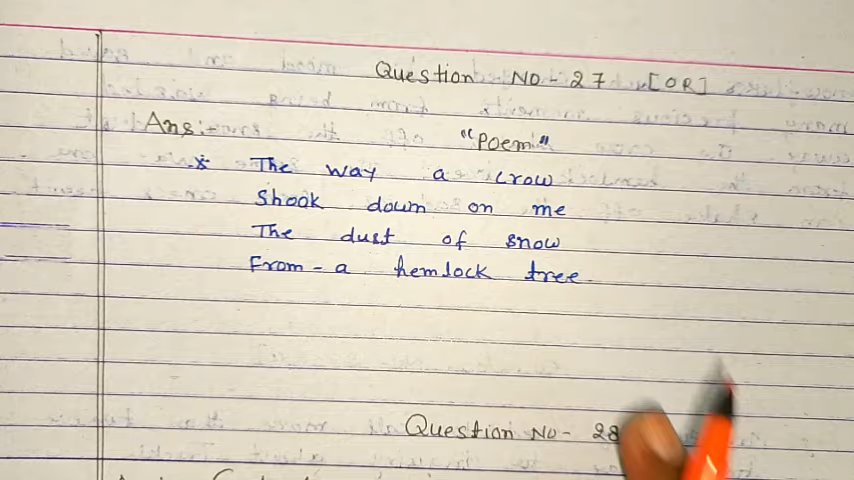 Question No - 27 [OR]
Ans:- "Poem"
* The way a crow
Shook down on me
The dust of snow
From - a hemlock tree
Question No - 28